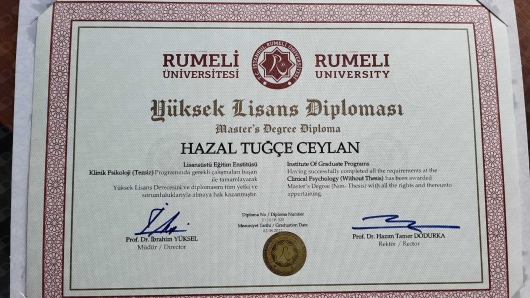 RUMELİ
ÜNİVERSİTESİ
RUMELI
UNIVERSITY
Yüksek Lisans Diploması
Master's Degree Diploma
HAZAL TUĞÇE CEYLAN
Lisansüstü Eğitim Enstitüsü
Klinik Psikoloji (Tezsiz) Programında gerekli çalışmaları başarı
ile tamamlayarak
Yüksek Lisans Derecesini ve diplomasını tüm yetki ve
sorumluluklarıyla almaya hak kazanmıştır.
Institute Of Graduate Programs
Having successfully completed all the requirements at the
Clinical Psychology (Without Thesis) has been awarded
Master's Degree (Non- Thesis) with all the rights and thereunto
appertaining.
Diploma No / Diploma Number
Mezuniyet Tarihi / Graduation Date
Prof. Dr. İbrahim YÜKSEL
Müdür / Director
Prof. Dr. Hazım Tamer DODURKA
Rektör / Rector